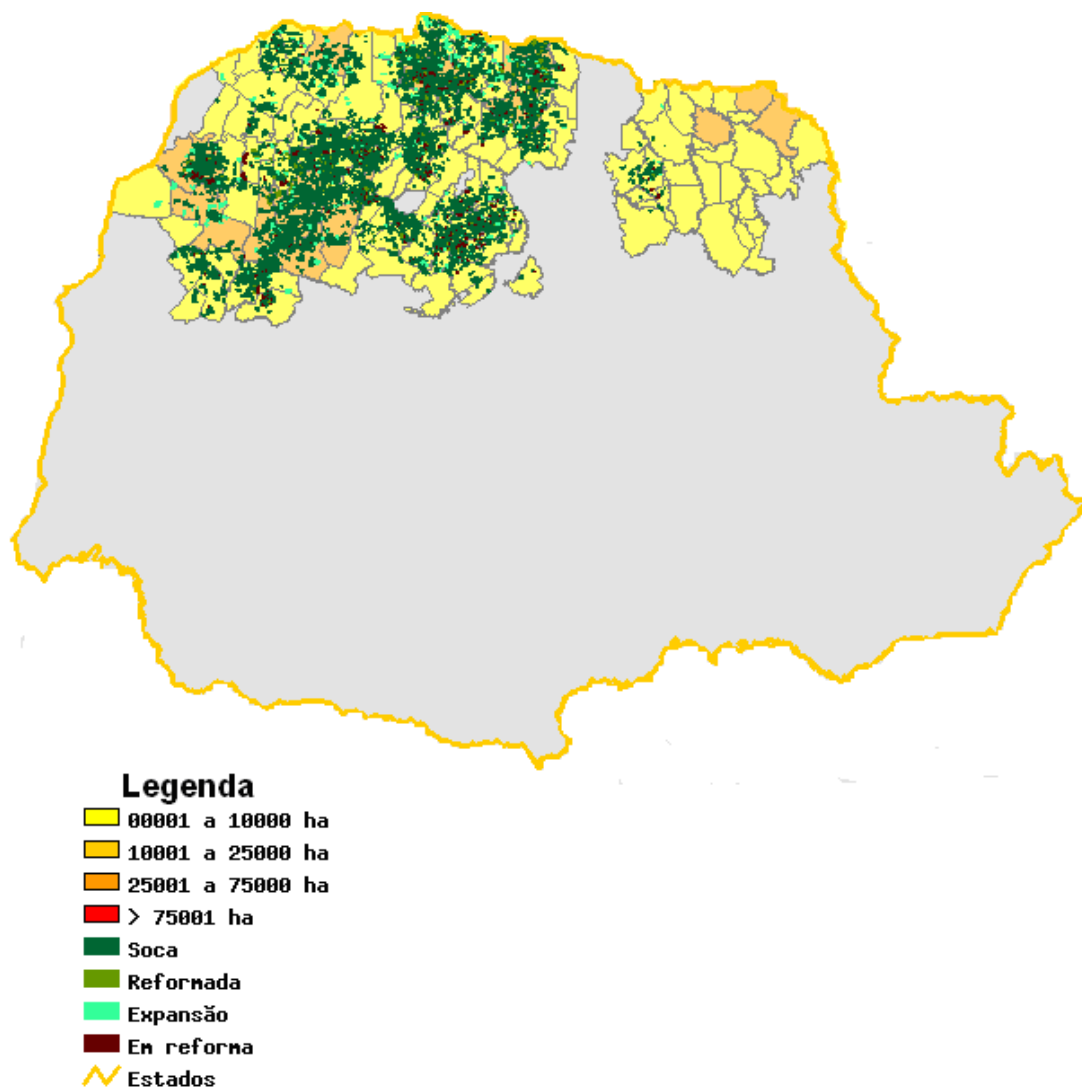 Legenda
00001 a 10000 ha
10001 a 25000 ha
25001 a 75000 ha
> 75001 ha
Soca
Reformada
Expansão
Em reforma
Estados